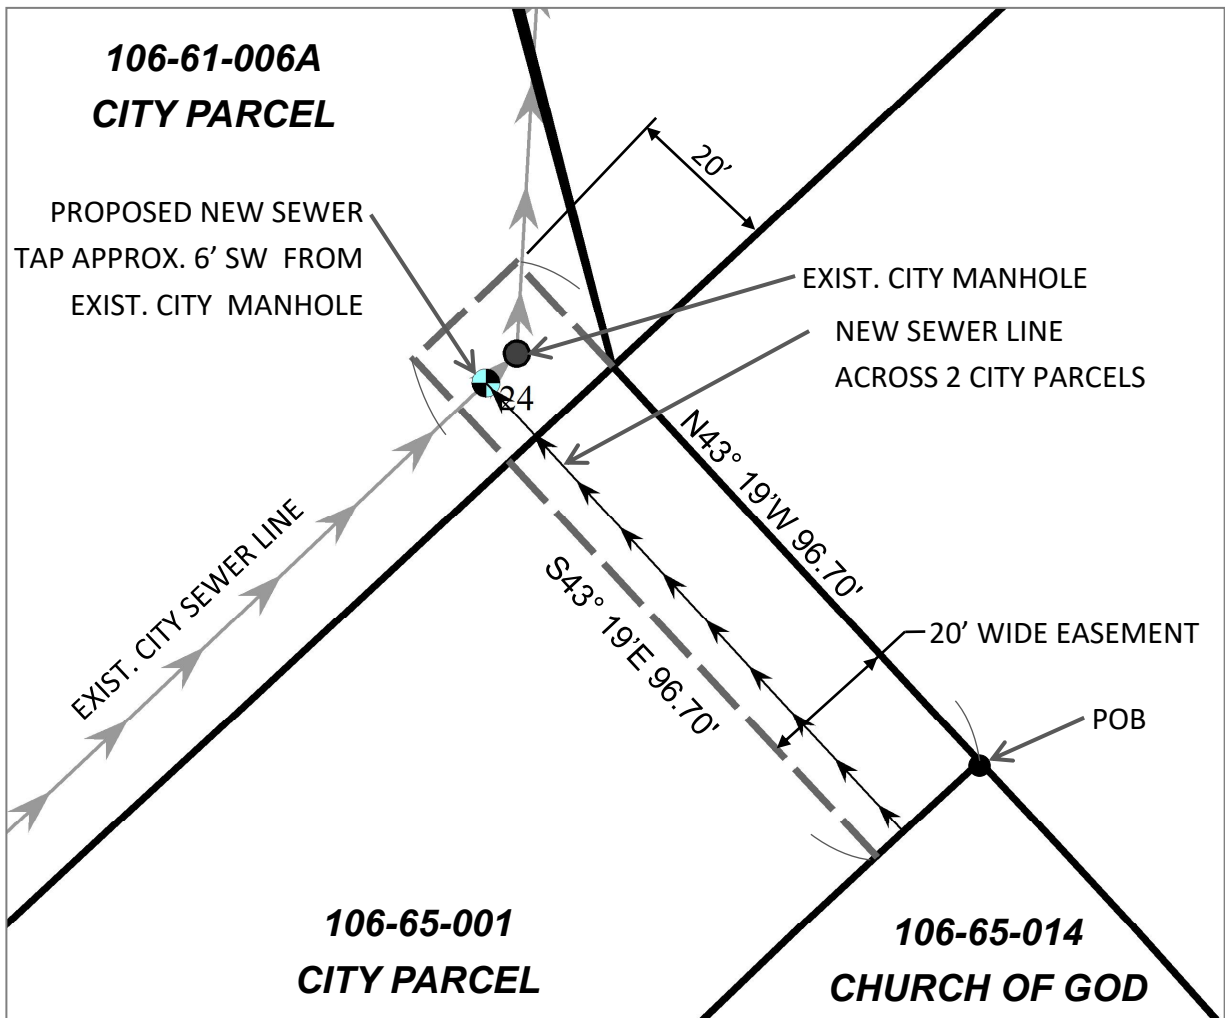 106-61-006A
CITY PARCEL
20’
PROPOSED NEW SEWER
TAP APPROX. 6’ SW FROM
EXIST. CITY MANHOLE
EXIST. CITY MANHOLE
NEW SEWER LINE
ACROSS 2 CITY PARCELS
24
N43° 19'W 96.70'
EXIST. CITY SEWER LINE
S43° 19'E 96.70'
20’ WIDE EASEMENT
POB
106-65-001
CITY PARCEL
106-65-014
CHURCH OF GOD